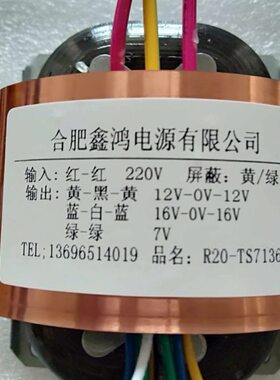 合肥鑫鸿电源有限公司
输入: 红-红 220V 屏蔽: 黄/绿
输出: 黄-黑-黄 12V-0V-12V
蓝-白-蓝 16V-0V-16V
绿-绿 7V
TEL;13696514019 品名: R20-TS7136